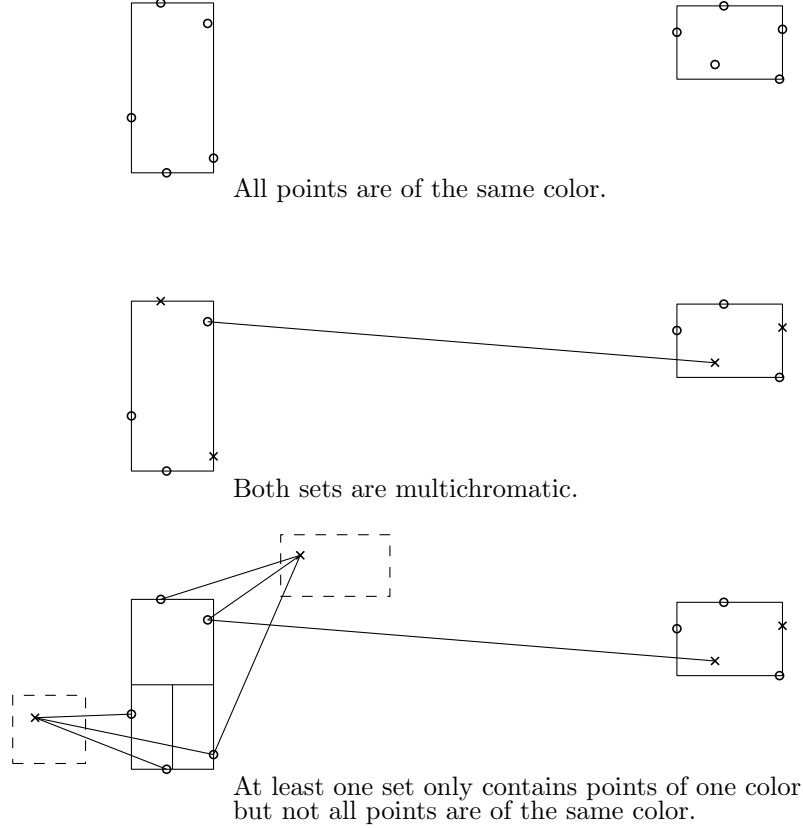 All points are of the same color.
Both sets are multichromatic.
At least one set only contains points of one color
but not all points are of the same color.